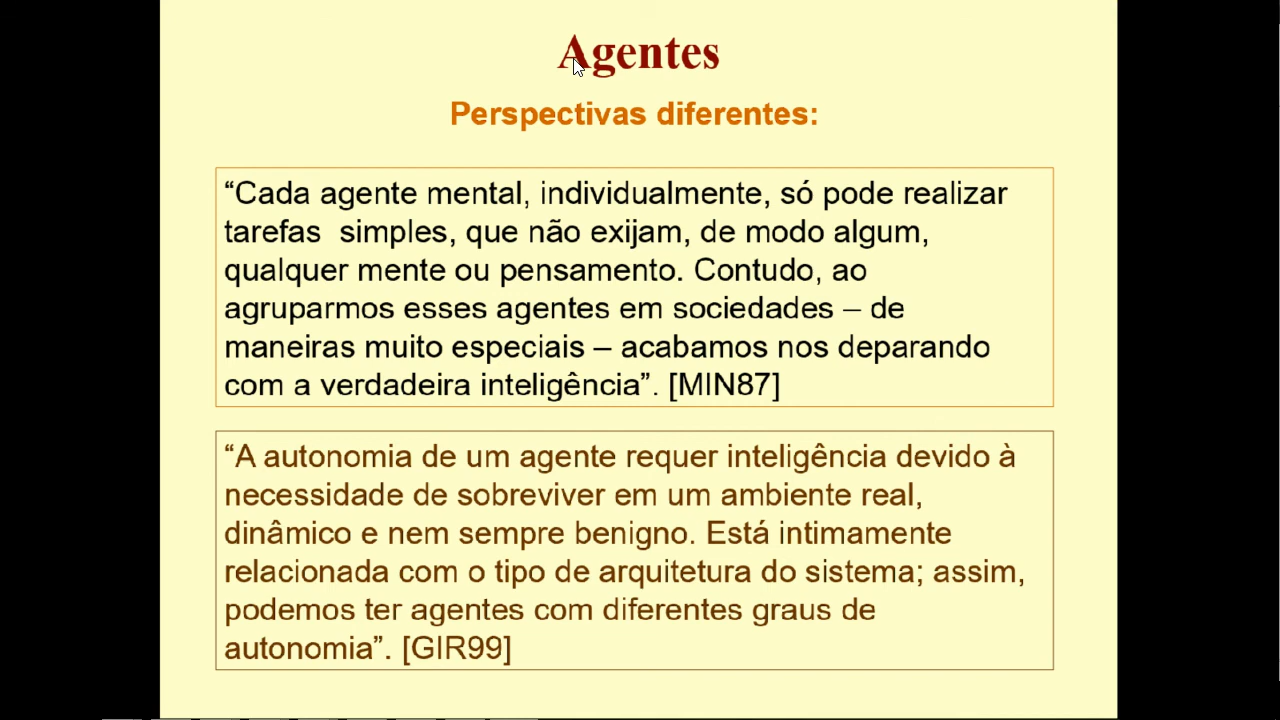 Agentes
Perspectivas diferentes:
“Cada agente mental, individualmente, só pode realizar
tarefas  simples, que não exijam, de modo algum,
qualquer mente ou pensamento. Contudo, ao
agruparmos esses agentes em sociedades – de
maneiras muito especiais – acabamos nos deparando
com a verdadeira inteligência”. [MIN87]
“A autonomia de um agente requer inteligência devido à
necessidade de sobreviver em um ambiente real,
dinâmico e nem sempre benigno. Está intimamente
relacionada com o tipo de arquitetura do sistema; assim,
podemos ter agentes com diferentes graus de
autonomia”. [GIR99]